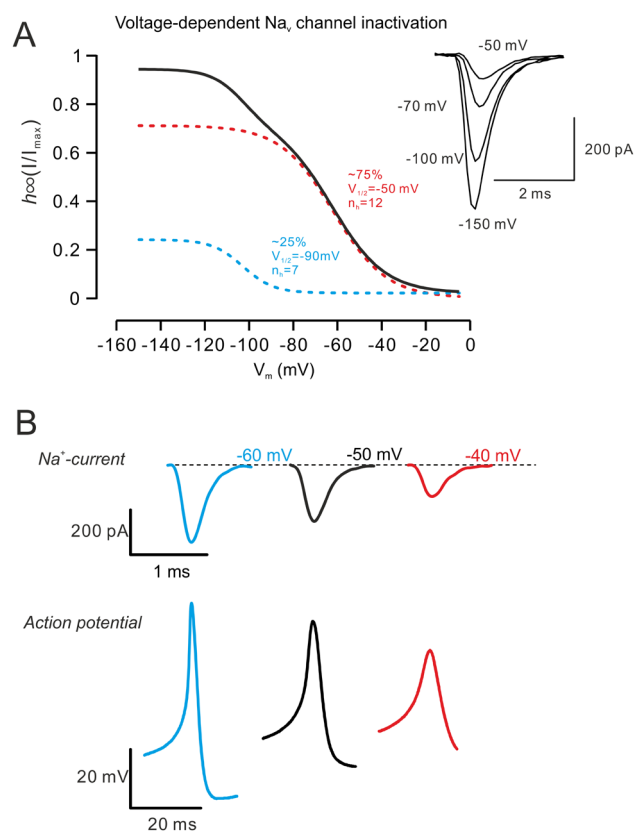 Voltage-dependent Naᵥ channel inactivation
A
1
0.8
0.6
0.4
0.2
0
h∞(I/Iₘₐₓ)
~75%
V₁/₂=-50 mV
nₕ=12
~25%
V₁/₂=-90mV
nₕ=7
-160 -140 -120 -100 -80 -60 -40 -20 0
Vₘ (mV)
-50 mV
-70 mV
-100 mV
-150 mV
200 pA
2 ms
B
Na⁺-current
-60 mV
-50 mV
-40 mV
200 pA
1 ms
Action potential
20 mV
20 ms